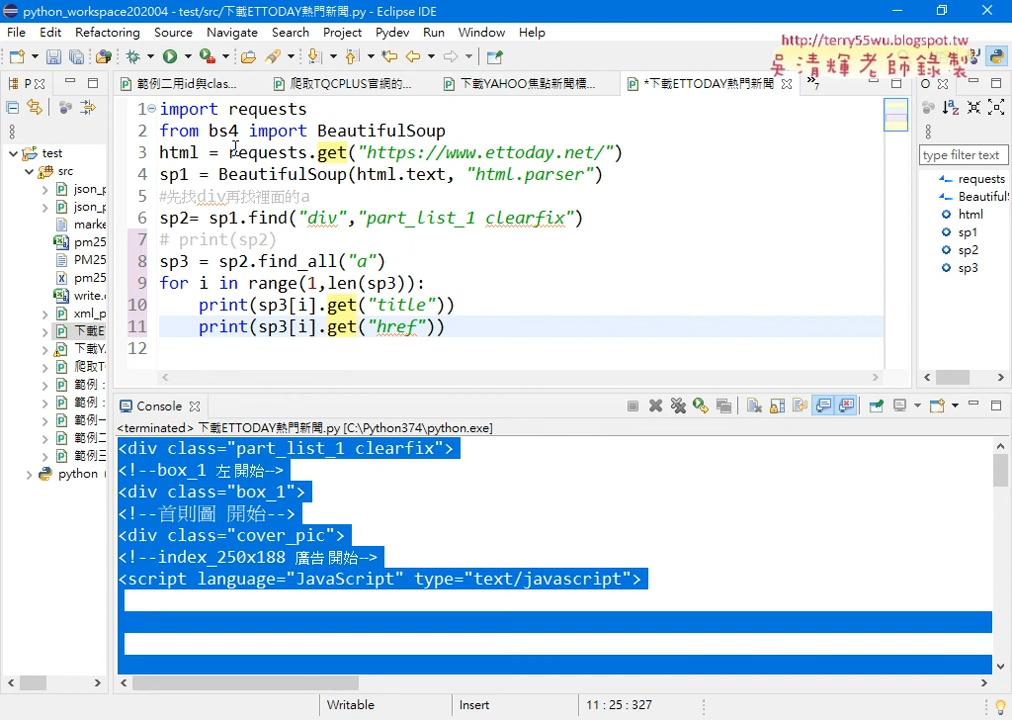 python_workspace202004 - test/src/下載ETTODAY熱門新聞.py - Eclipse IDE
File Edit Refactoring Source Navigate Search Project Pydev Run Window Help
http://terry55wu.blogspot.tw
吳清輝老師錄製
P 範例二用id與clas... 爬取TQCPLUS官網的... 下載YAHOO焦點新聞標... *下載ETTODAY熱門新聞 »7 O
test
src
json_p
json_p
marke
pm25
PM25
pm25
write.c
xml_p
下載E
下載Y
爬取T
範例：
範例：
範例一
範例二
範例三
python
1 import requests
2 from bs4 import BeautifulSoup
3 html = requests.get("https://www.ettoday.net/")
4 sp1 = BeautifulSoup(html.text, "html.parser")
5 #先找div再找裡面的a
6 sp2= sp1.find("div","part_list_1 clearfix")
7 # print(sp2)
8 sp3 = sp2.find_all("a")
9 for i in range(1,len(sp3)):
10 print(sp3[i].get("title"))
11 print(sp3[i].get("href"))
12
type filter text
requests
Beautiful
html
sp1
sp2
sp3
Console
<terminated> 下載ETTODAY熱門新聞.py [C:\Python374\python.exe]
<div class="part_list_1 clearfix">
<!--box_1 左 開始-->
<div class="box_1">
<!--首則圖 開始-->
<div class="cover_pic">
<!--index_250x188 廣告 開始-->
<script language="JavaScript" type="text/javascript">
Writable Insert 11 : 25 : 327